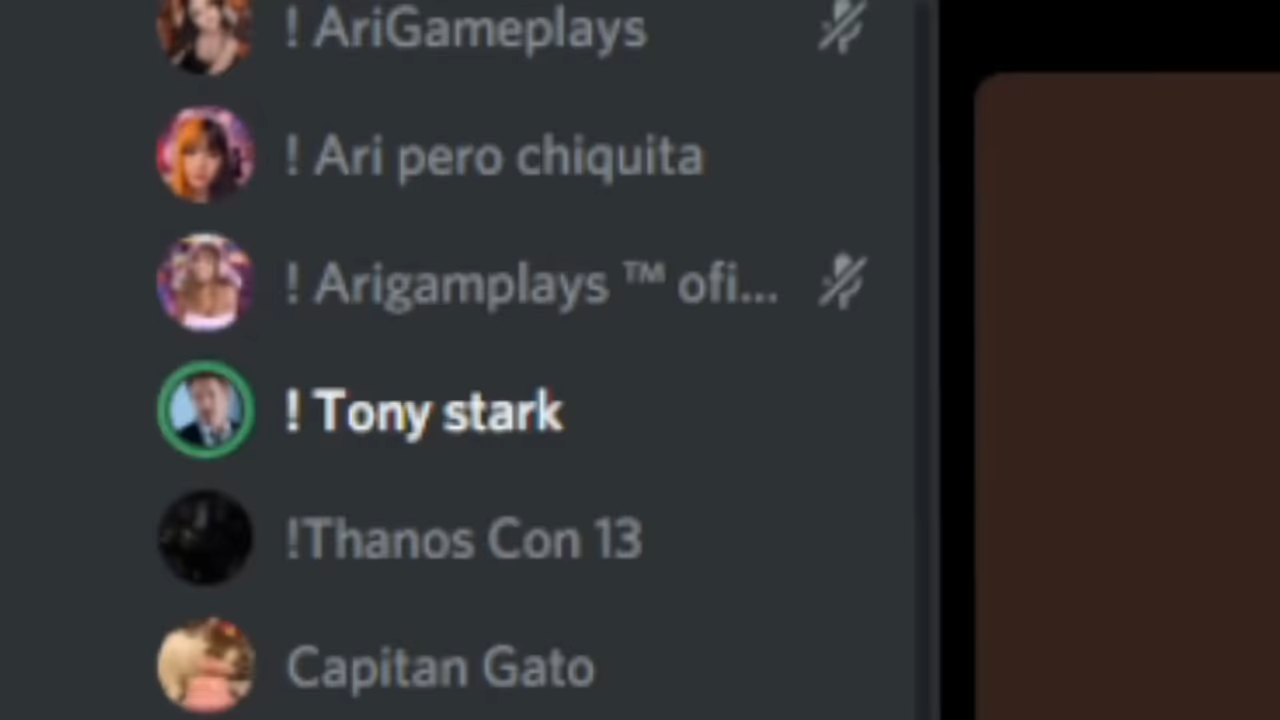 ! AriGameplays
! Ari pero chiquita
! Arigamplays ™ ofi...
! Tony stark
!Thanos Con 13
Capitan Gato